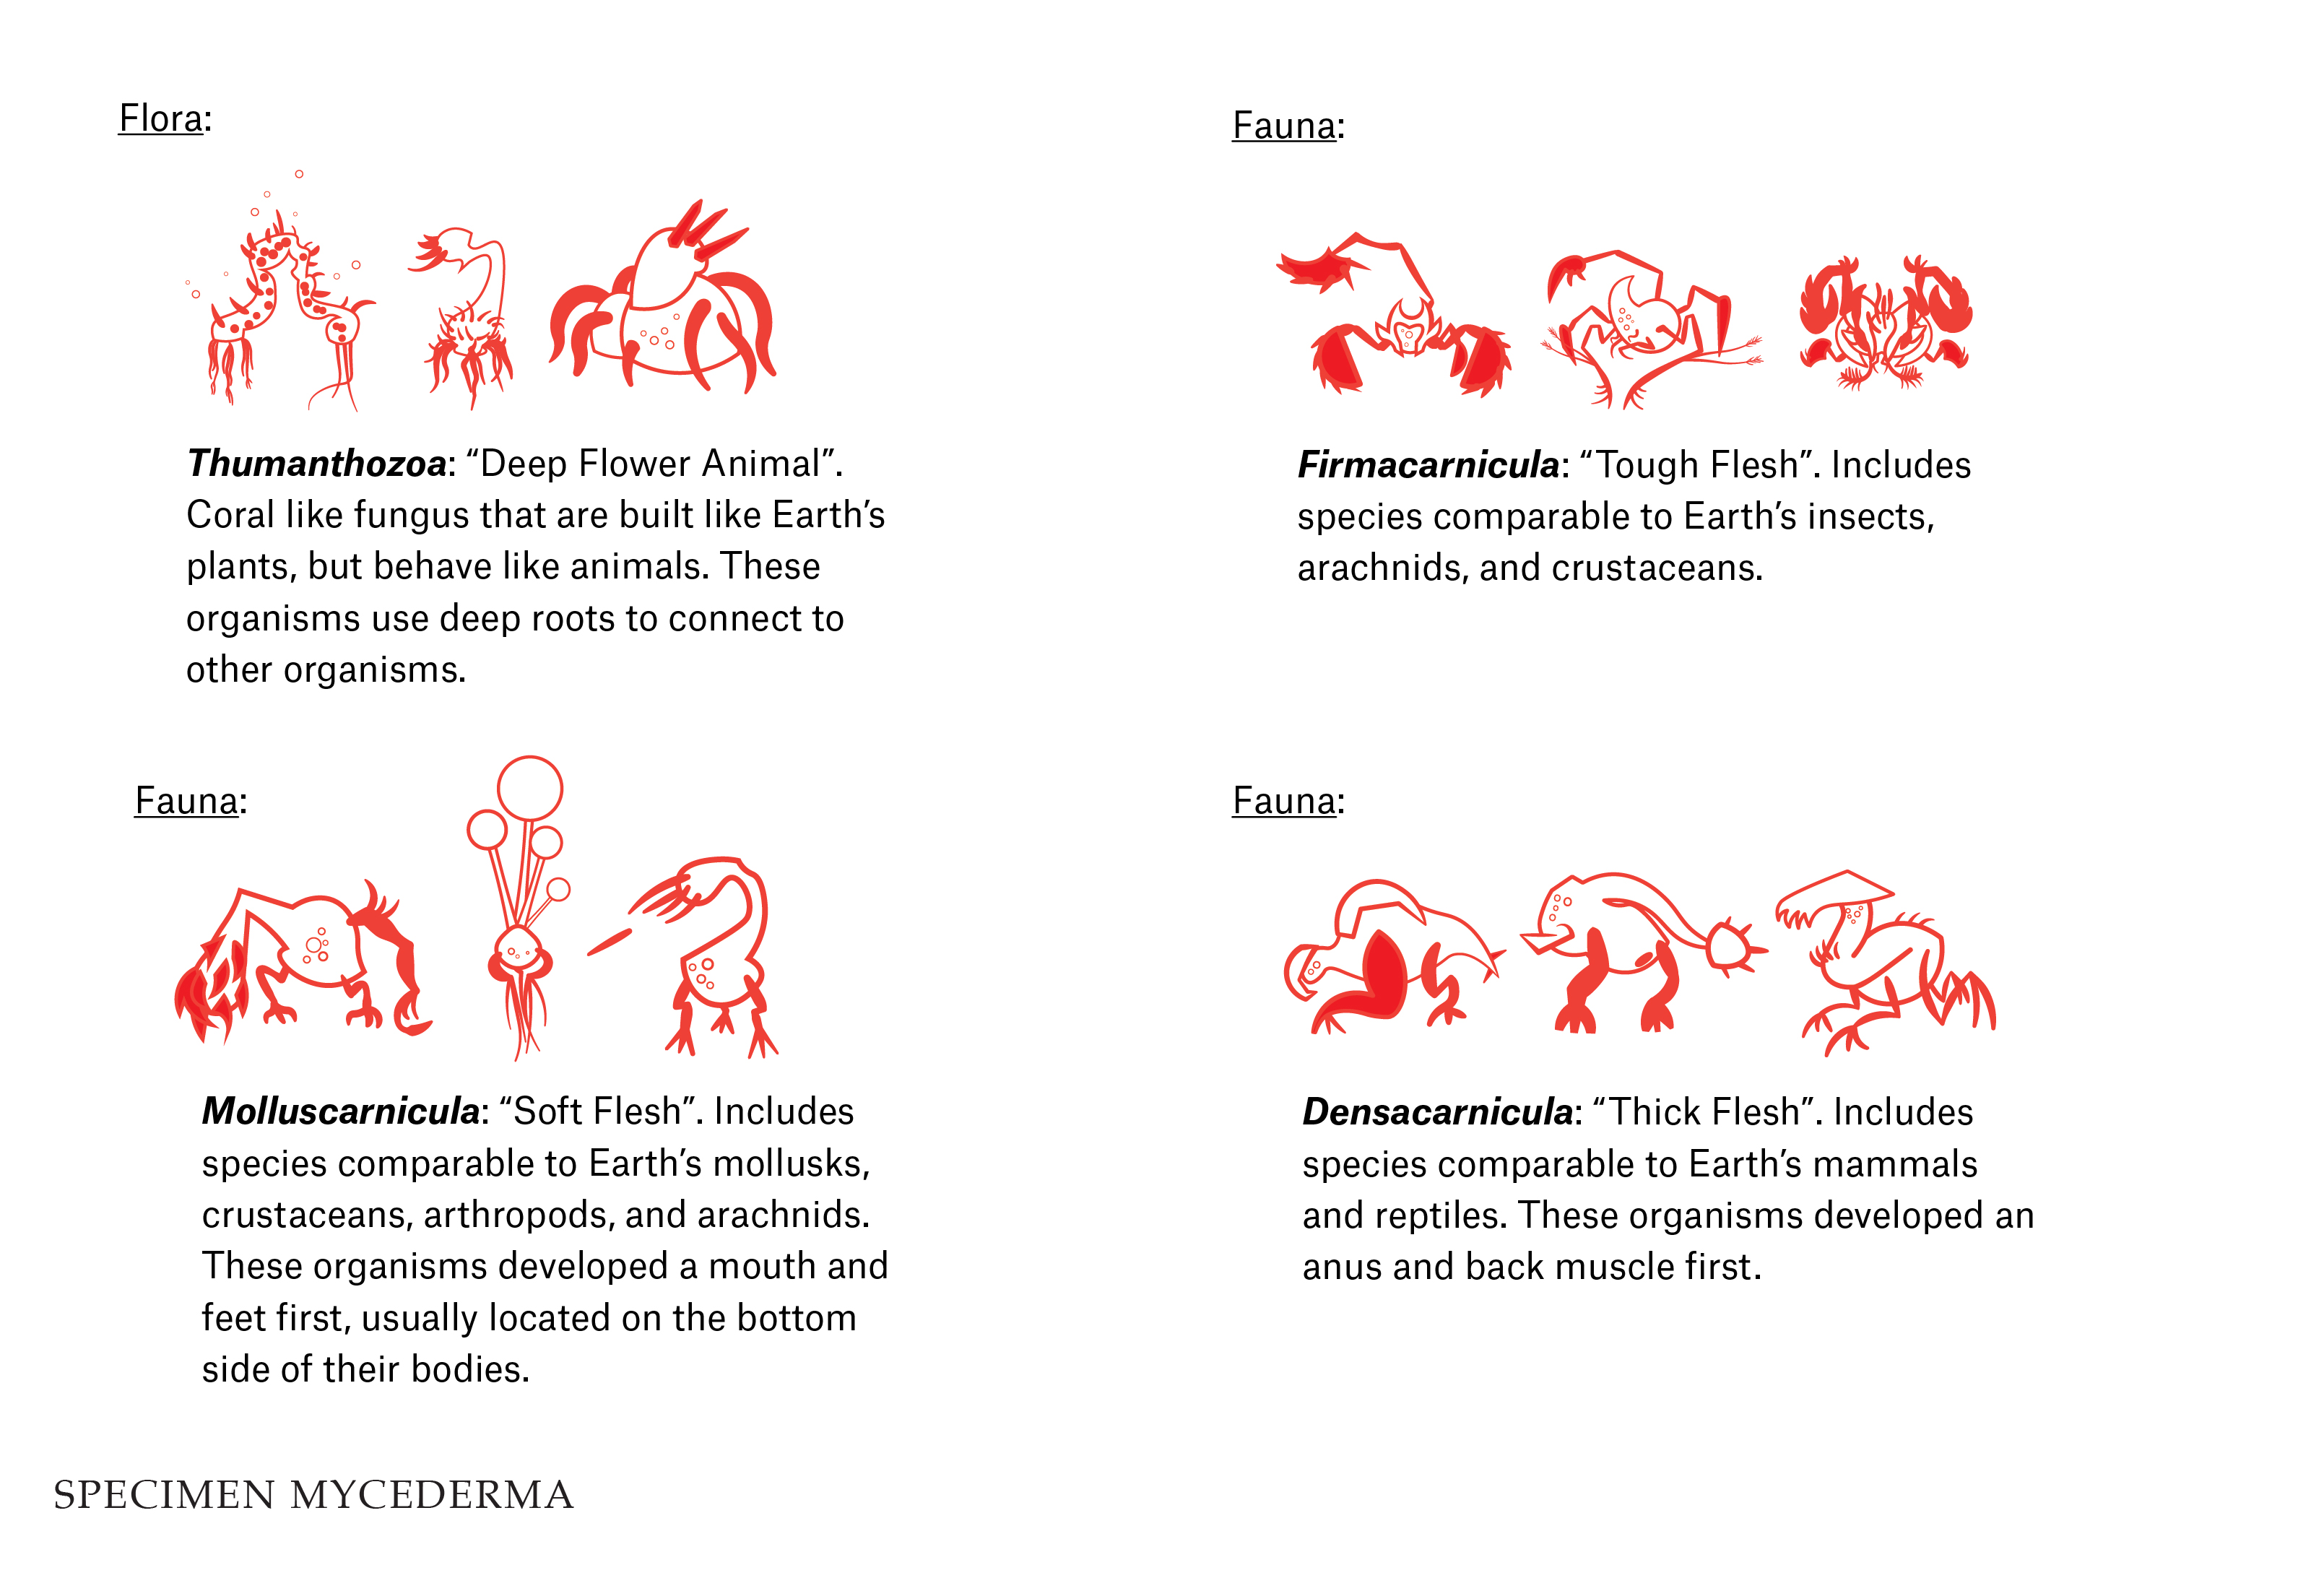 Flora:
Thumanthozoa: “Deep Flower Animal”.
Coral like fungus that are built like Earth’s
plants, but behave like animals. These
organisms use deep roots to connect to
other organisms.
Fauna:
Firmacarnicula: “Tough Flesh”. Includes
species comparable to Earth’s insects,
arachnids, and crustaceans.
Fauna:
Molluscarnicula: “Soft Flesh”. Includes
species comparable to Earth’s mollusks,
crustaceans, arthropods, and arachnids.
These organisms developed a mouth and
feet first, usually located on the bottom
side of their bodies.
Fauna:
Densacarnicula: “Thick Flesh”. Includes
species comparable to Earth’s mammals
and reptiles. These organisms developed an
anus and back muscle first.
SPECIMEN MYCEDERMA